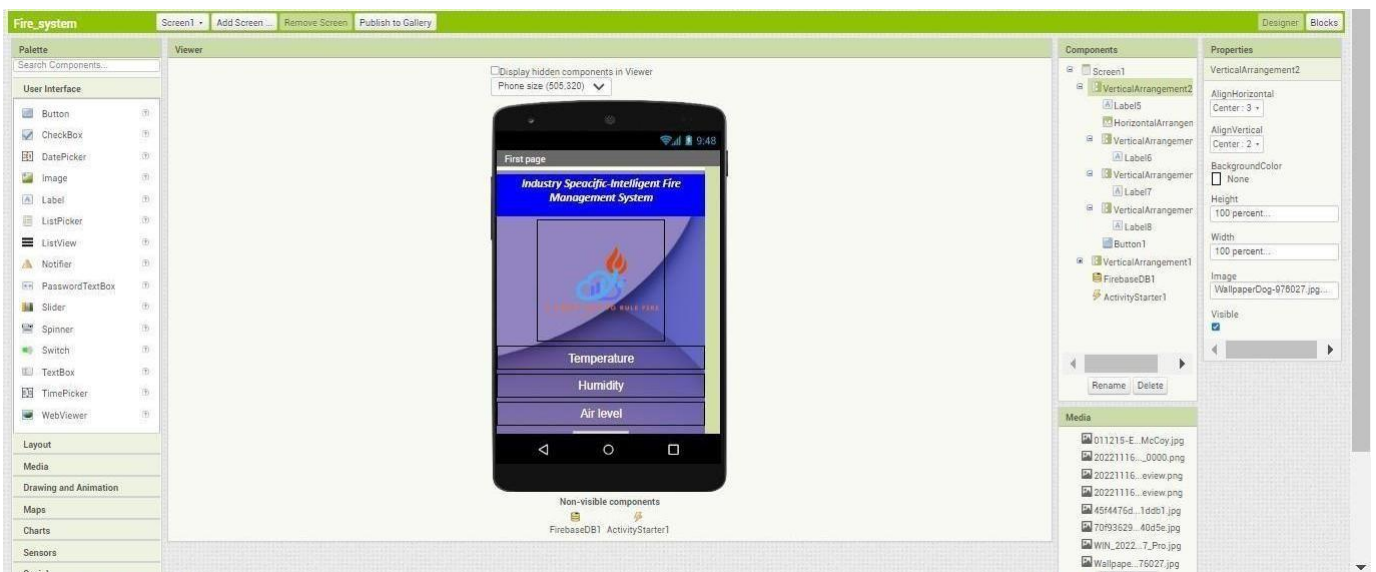 Fire_system
Screen1
Add Screen ...
Remove Screen
Publish to Gallery
Designer
Blocks
Palette
Search Components...
User Interface
Button
CheckBox
DatePicker
Image
Label
ListPicker
ListView
Notifier
PasswordTextBox
Slider
Spinner
Switch
TextBox
TimePicker
WebViewer
Layout
Media
Drawing and Animation
Maps
Charts
Sensors
Viewer
Display hidden components in Viewer
Phone size (505,320)
9:48
First page
Industry Speacific-Intelligent Fire
Management System
RULE FIRE
Temperature
Humidity
Air level
Non-visible components
FirebaseDB1 ActivityStarter1
Components
Screen1
VerticalArrangement2
Label5
HorizontalArrangen
VerticalArrangemer
Label6
VerticalArrangemer
Label7
VerticalArrangemer
Label8
Button1
VerticalArrangement1
FirebaseDB1
ActivityStarter1
Rename
Delete
Media
011215-E...McCoy.jpg
20221116..._0000.png
20221116...eview.png
20221116...eview.png
45f4476d...1ddb1.jpg
70f93629...40d5e.jpg
WIN_2022...7_Pro.jpg
Wallpape...76027.jpg
Properties
VerticalArrangement2
AlignHorizontal
Center : 3
AlignVertical
Center : 2
BackgroundColor
None
Height
100 percent...
Width
100 percent...
Image
WallpaperDog-976027.jpg...
Visible